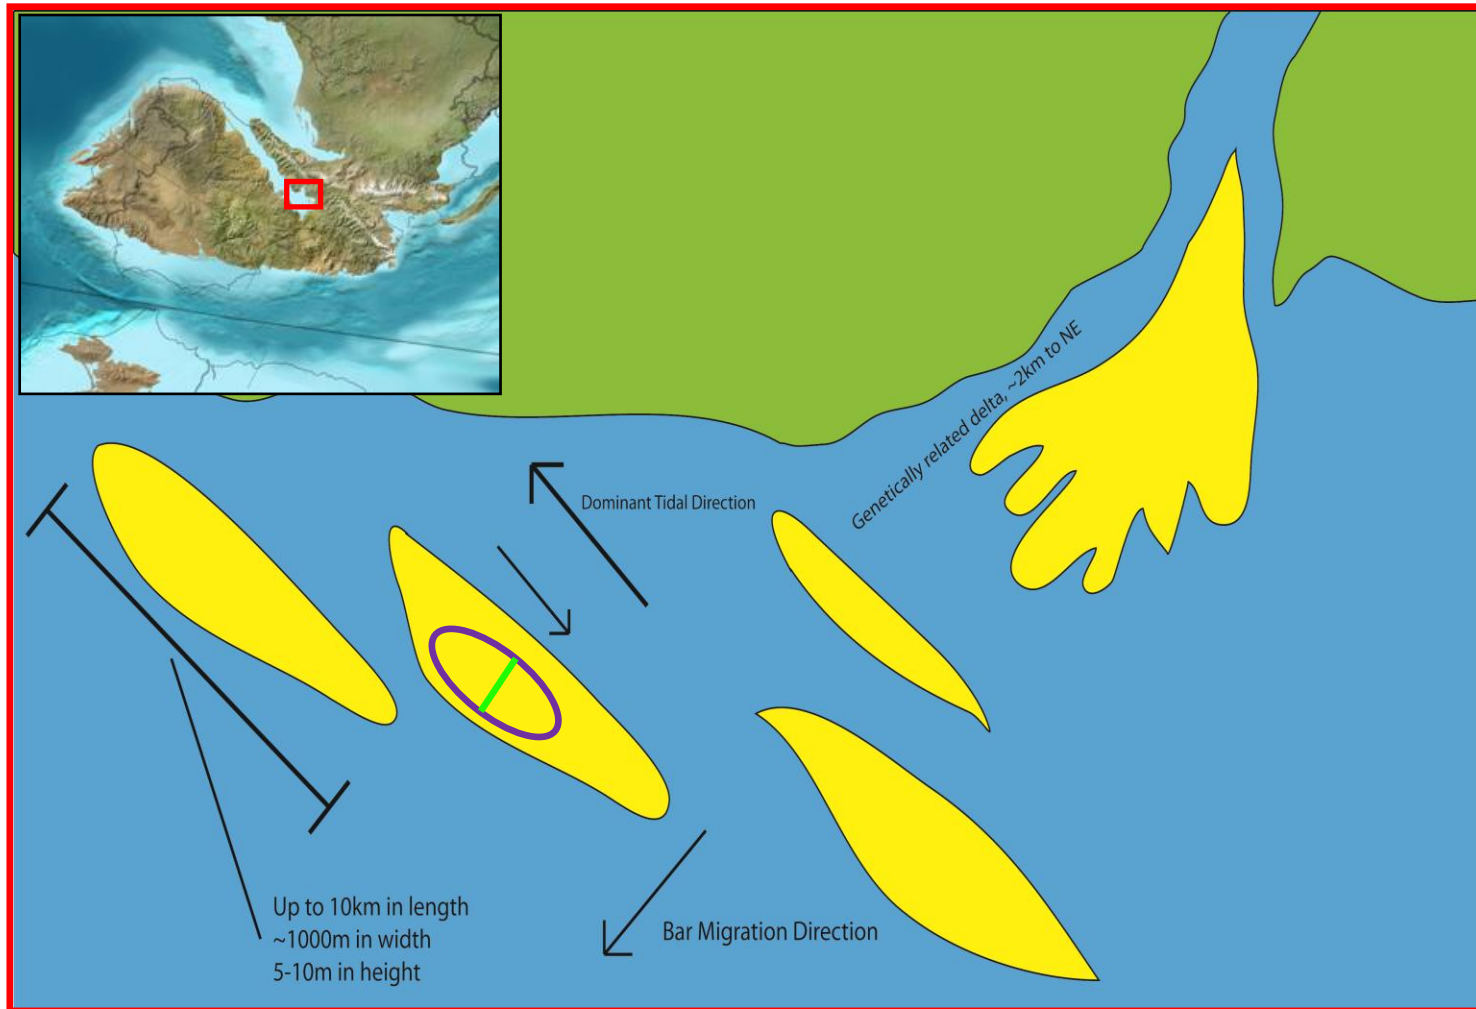 Genetically related delta, ~2km to NE
Dominant Tidal Direction
Up to 10km in length
~1000m in width
5-10m in height
Bar Migration Direction